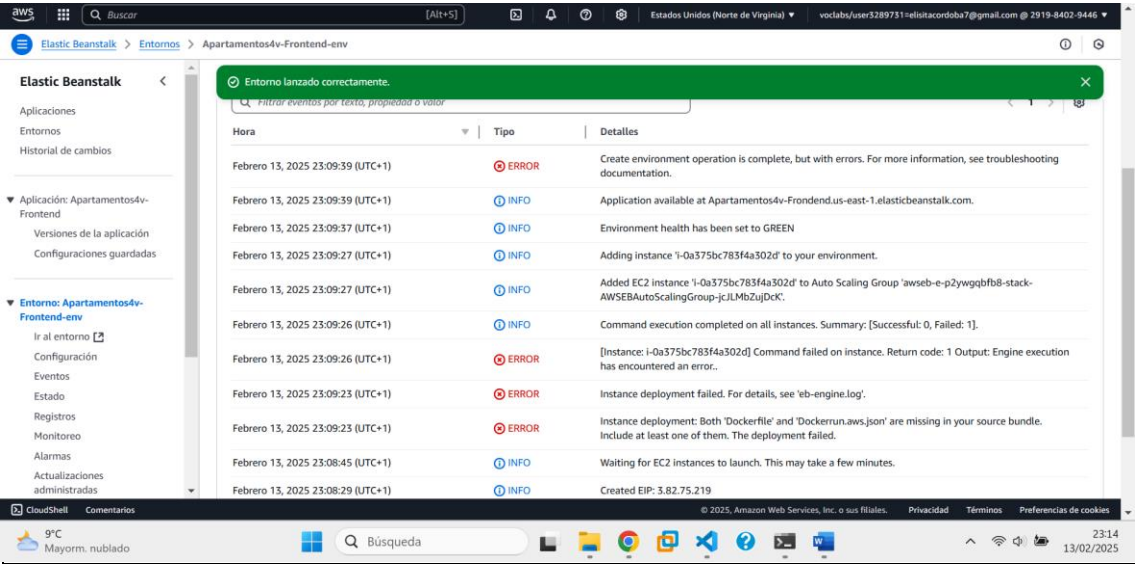 aws
Buscar
[Alt+S]
Estados Unidos (Norte de Virginia) ▼
voclabs/user3289731=elisitacordoba7@gmail.com @ 2919-8402-9446 ▼
Elastic Beanstalk > Entornos > Apartamentos4v-Frontend-env
Elastic Beanstalk
Aplicaciones
Entornos
Historial de cambios
Aplicación: Apartamentos4v-
Frontend
Versiones de la aplicación
Configuraciones guardadas
Entorno: Apartamentos4v-
Frontend-env
Ir al entorno
Configuración
Eventos
Estado
Registros
Monitoreo
Alarmas
Actualizaciones
administradas
Entorno lanzado correctamente.
Filtrar eventos por texto, propiedad o valor
1
Hora Tipo Detalles
Febrero 13, 2025 23:09:39 (UTC+1) ERROR Create environment operation is complete, but with errors. For more information, see troubleshooting
documentation.
Febrero 13, 2025 23:09:39 (UTC+1) INFO Application available at Apartamentos4v-Frondend.us-east-1.elasticbeanstalk.com.
Febrero 13, 2025 23:09:37 (UTC+1) INFO Environment health has been set to GREEN
Febrero 13, 2025 23:09:27 (UTC+1) INFO Adding instance 'i-0a375bc783f4a302d' to your environment.
Febrero 13, 2025 23:09:27 (UTC+1) INFO Added EC2 instance 'i-0a375bc783f4a302d' to Auto Scaling Group 'awseb-e-p2ywgqbfb8-stack-
AWSEBAutoScalingGroup-jcJLMbZujDcK'.
Febrero 13, 2025 23:09:26 (UTC+1) INFO Command execution completed on all instances. Summary: [Successful: 0, Failed: 1].
Febrero 13, 2025 23:09:26 (UTC+1) ERROR [Instance: i-0a375bc783f4a302d] Command failed on instance. Return code: 1 Output: Engine execution
has encountered an error..
Febrero 13, 2025 23:09:23 (UTC+1) ERROR Instance deployment failed. For details, see 'eb-engine.log'.
Febrero 13, 2025 23:09:23 (UTC+1) ERROR Instance deployment: Both 'Dockerfile' and 'Dockerrun.aws.json' are missing in your source bundle.
Include at least one of them. The deployment failed.
Febrero 13, 2025 23:08:45 (UTC+1) INFO Waiting for EC2 instances to launch. This may take a few minutes.
Febrero 13, 2025 23:08:29 (UTC+1) INFO Created EIP: 3.82.75.219
CloudShell Comentarios
© 2025, Amazon Web Services, Inc. o sus filiales. Privacidad Términos Preferencias de cookies
9°C
Mayorm. nublado
Búsqueda
23:14
13/02/2025